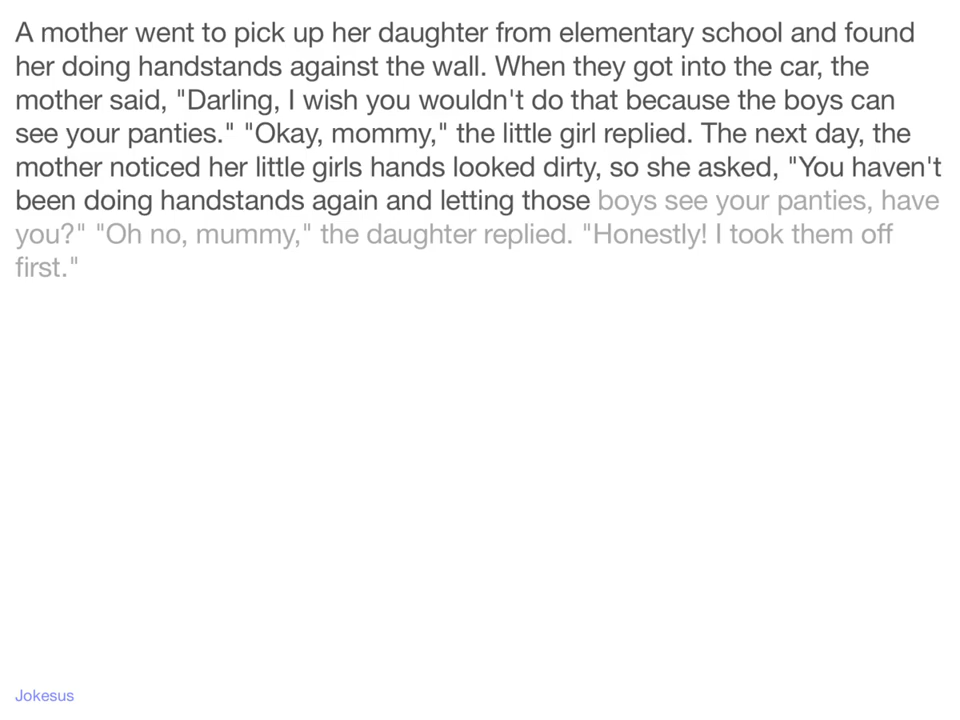 A mother went to pick up her daughter from elementary school and found
her doing handstands against the wall. When they got into the car, the
mother said, "Darling, I wish you wouldn't do that because the boys can
see your panties." "Okay, mommy," the little girl replied. The next day, the
mother noticed her little girls hands looked dirty, so she asked, "You haven't
been doing handstands again and letting those boys see your panties, have
you?" "Oh no, mummy," the daughter replied. "Honestly! I took them off
first."
Jokesus